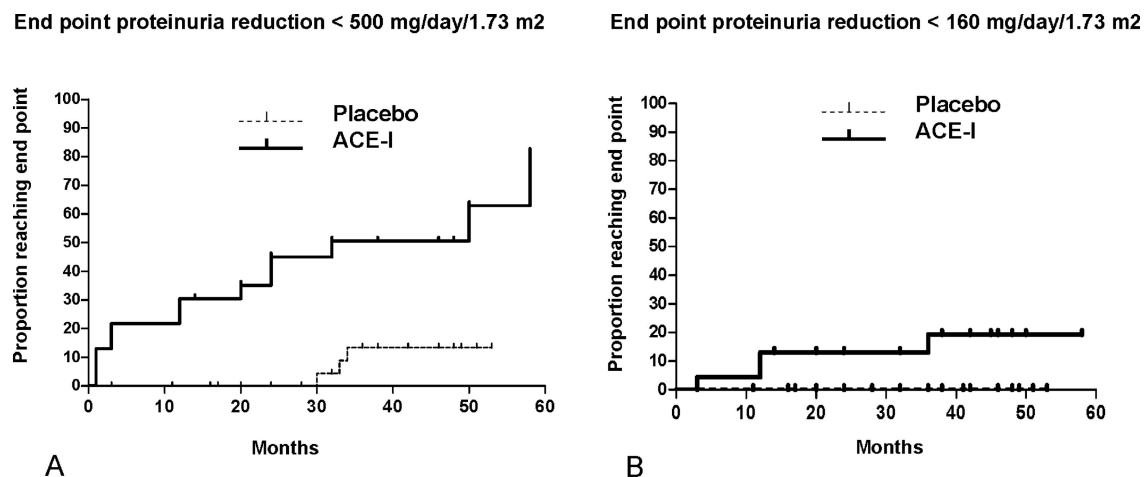 End point proteinuria reduction < 500 mg/day/1.73 m2
Proportion reaching end point
100
90
80
70
60
50
40
30
20
10
0
Placebo
ACE-I
0 10 20 30 40 50 60
Months
A
End point proteinuria reduction < 160 mg/day/1.73 m2
Proportion reaching end point
100
90
80
70
60
50
40
30
20
10
0
Placebo
ACE-I
0 10 20 30 40 50 60
Months
B